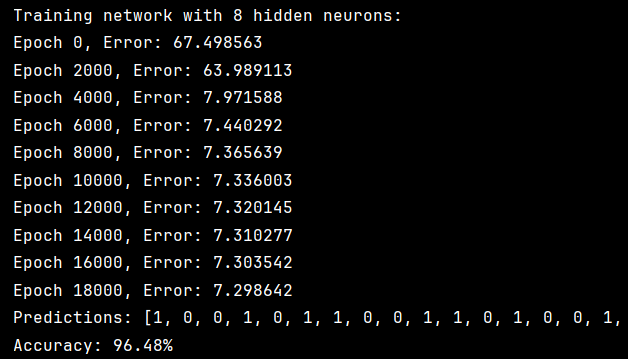 Training network with 8 hidden neurons:
Epoch 0, Error: 67.498563
Epoch 2000, Error: 63.989113
Epoch 4000, Error: 7.971588
Epoch 6000, Error: 7.440292
Epoch 8000, Error: 7.365639
Epoch 10000, Error: 7.336003
Epoch 12000, Error: 7.320145
Epoch 14000, Error: 7.310277
Epoch 16000, Error: 7.303542
Epoch 18000, Error: 7.298642
Predictions: [1, 0, 0, 1, 0, 1, 1, 0, 0, 1, 1, 0, 1, 0, 0, 1,
Accuracy: 96.48%